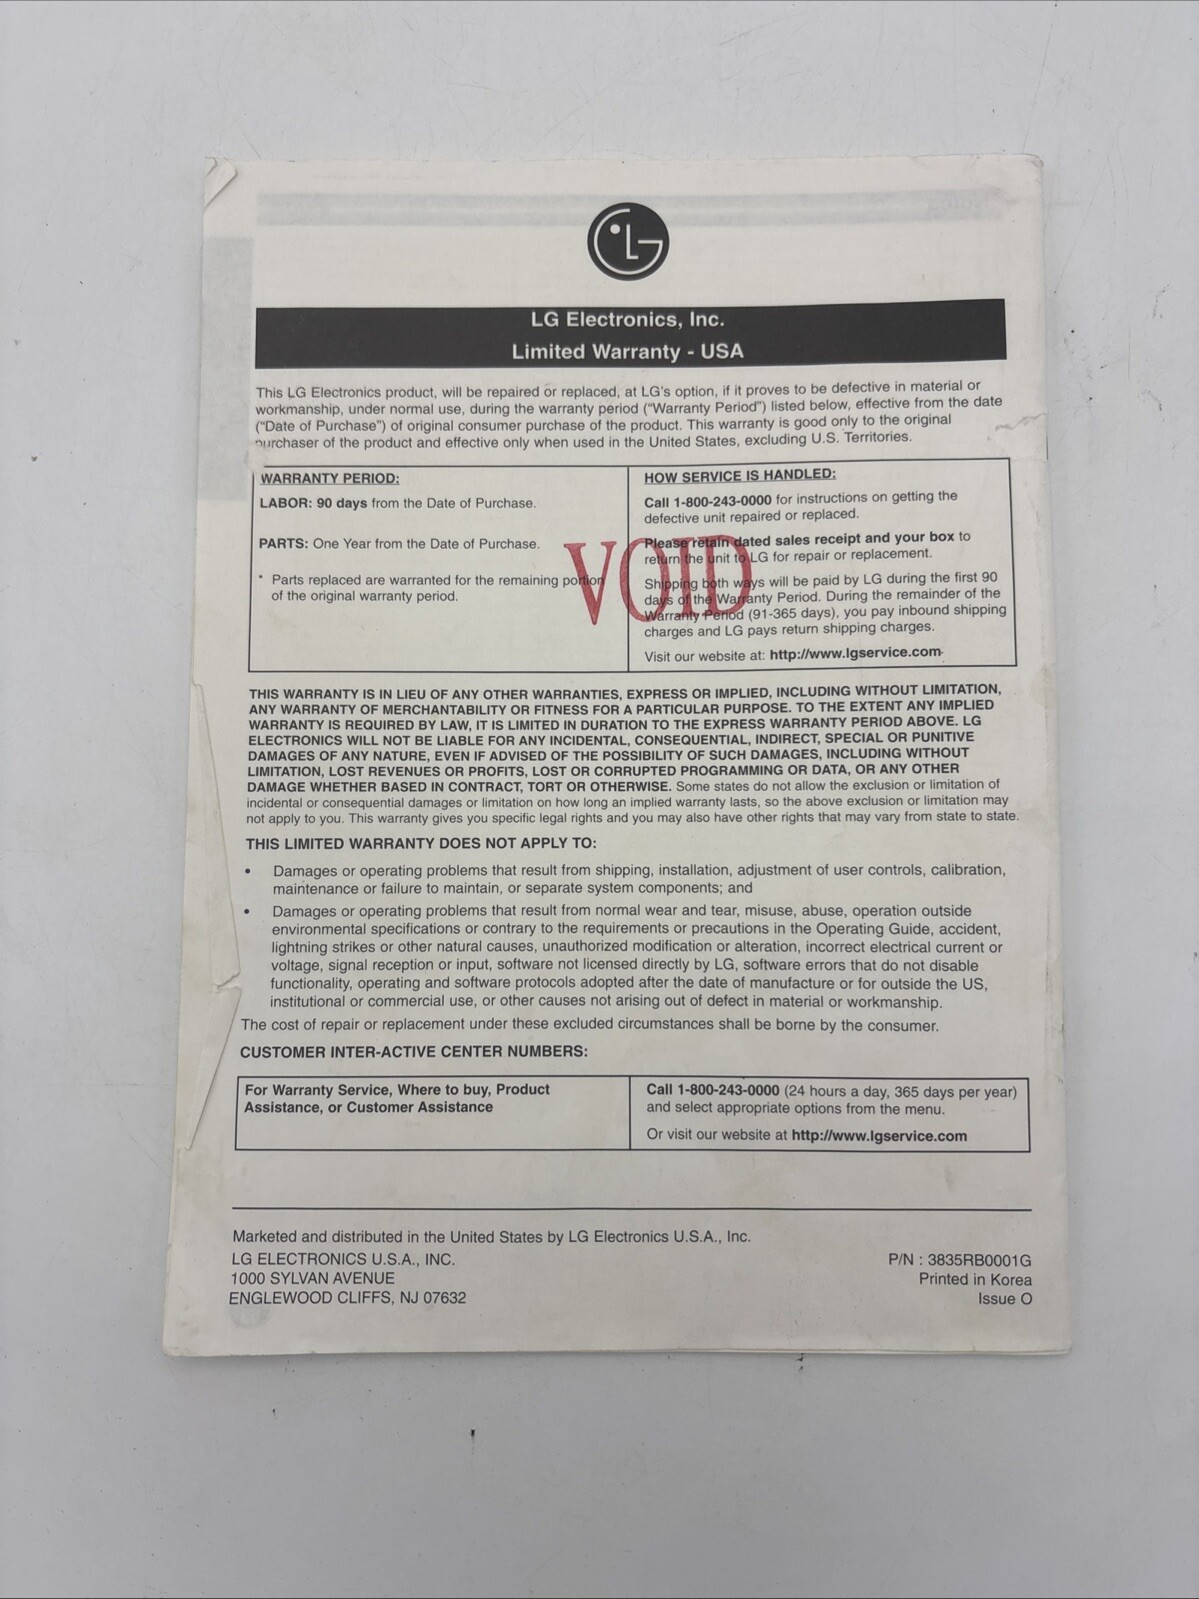 LG
LG Electronics, Inc.
Limited Warranty - USA
This LG Electronics product, will be repaired or replaced, at LG's option, if it proves to be defective in material or
workmanship, under normal use, during the warranty period (“Warranty Period”) listed below, effective from the date
(“Date of Purchase”) of original consumer purchase of the product. This warranty is good only to the original
purchaser of the product and effective only when used in the United States, excluding U.S. Territories.
WARRANTY PERIOD:
LABOR: 90 days from the Date of Purchase.
PARTS: One Year from the Date of Purchase.
* Parts replaced are warranted for the remaining portion
of the original warranty period.
HOW SERVICE IS HANDLED:
Call 1-800-243-0000 for instructions on getting the
defective unit repaired or replaced.
Please retain dated sales receipt and your box to
return the unit to LG for repair or replacement.
Shipping both ways will be paid by LG during the first 90
days of the Warranty Period. During the remainder of the
Warranty Period (91-365 days), you pay inbound shipping
charges and LG pays return shipping charges.
Visit our website at: http://www.lgservice.com
VOID
THIS WARRANTY IS IN LIEU OF ANY OTHER WARRANTIES, EXPRESS OR IMPLIED, INCLUDING WITHOUT LIMITATION,
ANY WARRANTY OF MERCHANTABILITY OR FITNESS FOR A PARTICULAR PURPOSE. TO THE EXTENT ANY IMPLIED
WARRANTY IS REQUIRED BY LAW, IT IS LIMITED IN DURATION TO THE EXPRESS WARRANTY PERIOD ABOVE. LG
ELECTRONICS WILL NOT BE LIABLE FOR ANY INCIDENTAL, CONSEQUENTIAL, INDIRECT, SPECIAL OR PUNITIVE
DAMAGES OF ANY NATURE, EVEN IF ADVISED OF THE POSSIBILITY OF SUCH DAMAGES, INCLUDING WITHOUT
LIMITATION, LOST REVENUES OR PROFITS, LOST OR CORRUPTED PROGRAMMING OR DATA, OR ANY OTHER
DAMAGE WHETHER BASED IN CONTRACT, TORT OR OTHERWISE. Some states do not allow the exclusion or limitation of
incidental or consequential damages or limitation on how long an implied warranty lasts, so the above exclusion or limitation may
not apply to you. This warranty gives you specific legal rights and you may also have other rights that may vary from state to state.
THIS LIMITED WARRANTY DOES NOT APPLY TO:
• Damages or operating problems that result from shipping, installation, adjustment of user controls, calibration,
maintenance or failure to maintain, or separate system components; and
• Damages or operating problems that result from normal wear and tear, misuse, abuse, operation outside
environmental specifications or contrary to the requirements or precautions in the Operating Guide, accident,
lightning strikes or other natural causes, unauthorized modification or alteration, incorrect electrical current or
voltage, signal reception or input, software not licensed directly by LG, software errors that do not disable
functionality, operating and software protocols adopted after the date of manufacture or for outside the US,
institutional or commercial use, or other causes not arising out of defect in material or workmanship.
The cost of repair or replacement under these excluded circumstances shall be borne by the consumer.
CUSTOMER INTER-ACTIVE CENTER NUMBERS:
For Warranty Service, Where to buy, Product
Assistance, or Customer Assistance
Call 1-800-243-0000 (24 hours a day, 365 days per year)
and select appropriate options from the menu.
Or visit our website at http://www.lgservice.com
Marketed and distributed in the United States by LG Electronics U.S.A., Inc.
LG ELECTRONICS U.S.A., INC.
1000 SYLVAN AVENUE
ENGLEWOOD CLIFFS, NJ 07632
P/N : 3835RB0001G
Printed in Korea
Issue O